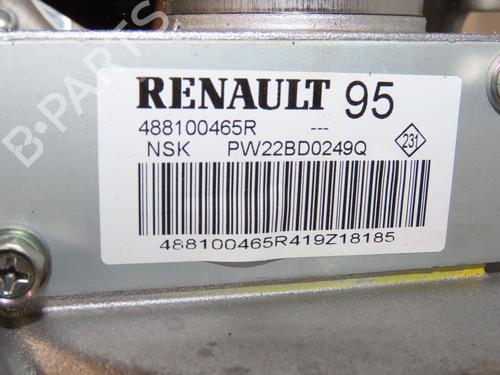 B-PARTS
RENAULT 95
488100465R ---
NSK PW22BD0249Q
231
488100465R419Z18185